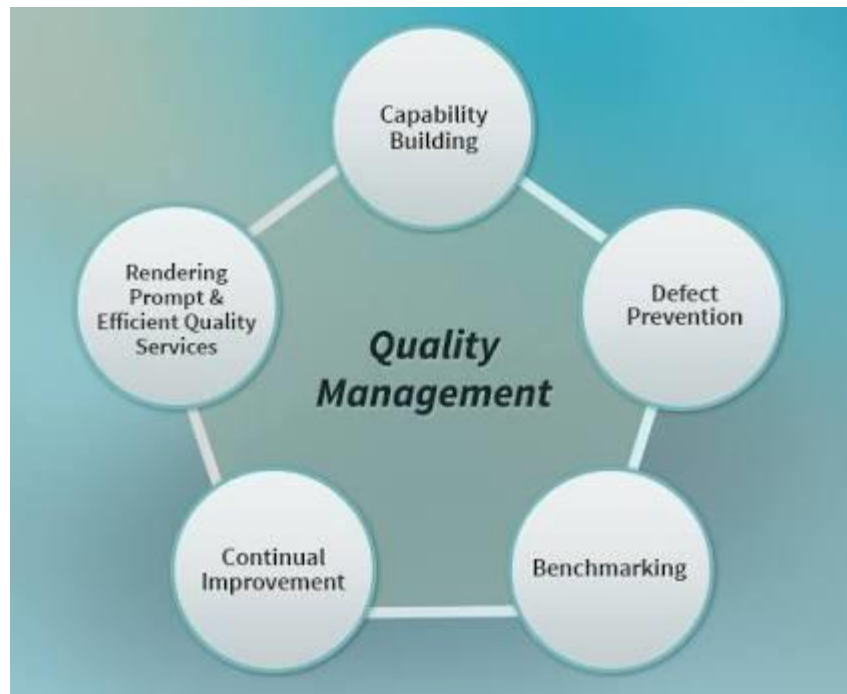 Capability
Building
Rendering
Prompt &
Efficient Quality
Services
Defect
Prevention
Quality
Management
Continual
Improvement
Benchmarking